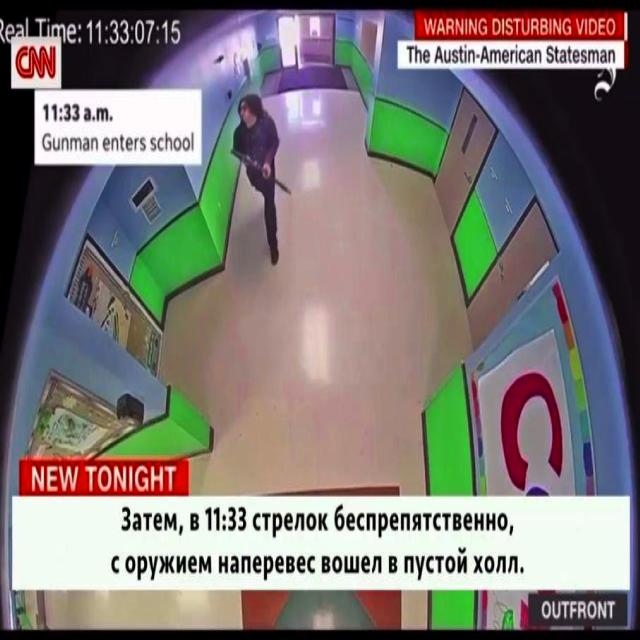 Real Time: 11:33:07:15
WARNING DISTURBING VIDEO
The Austin-American Statesman
CNN
11:33 a.m.
Gunman enters school
NEW TONIGHT
Затем, в 11:33 стрелок беспрепятственно,
с оружием наперевес вошел в пустой холл.
OUTFRONT